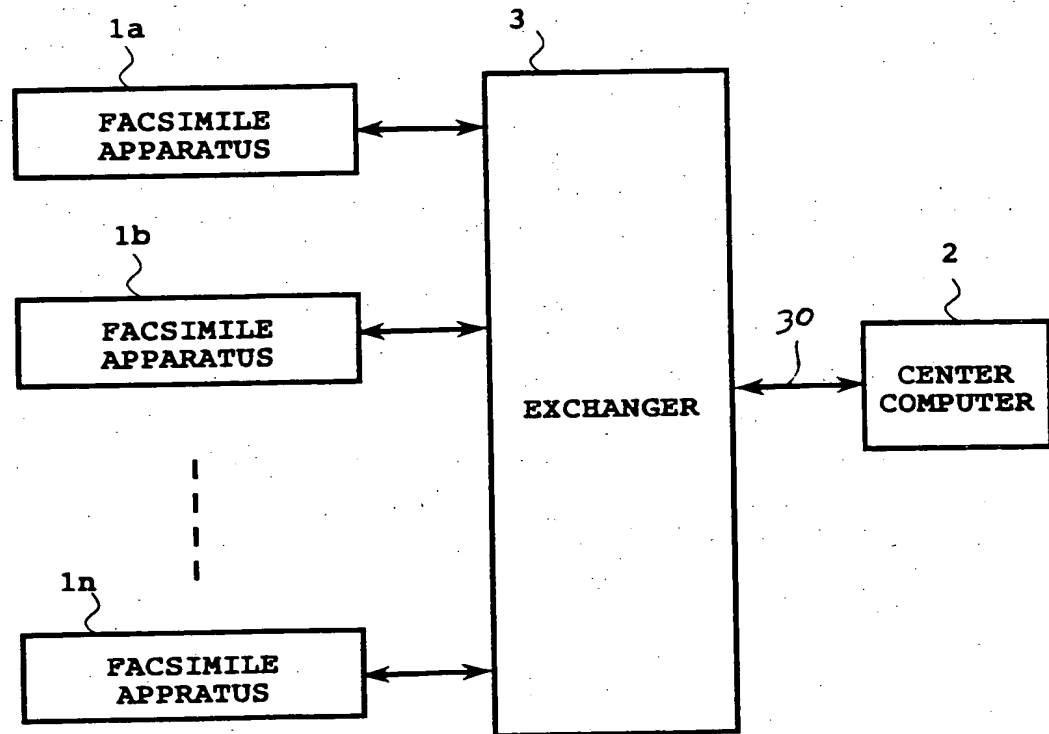 1a
FACSIMILE
APPARATUS
3
1b
FACSIMILE
APPARATUS
EXCHANGER
30
2
CENTER
COMPUTER
1n
FACSIMILE
APPRATUS